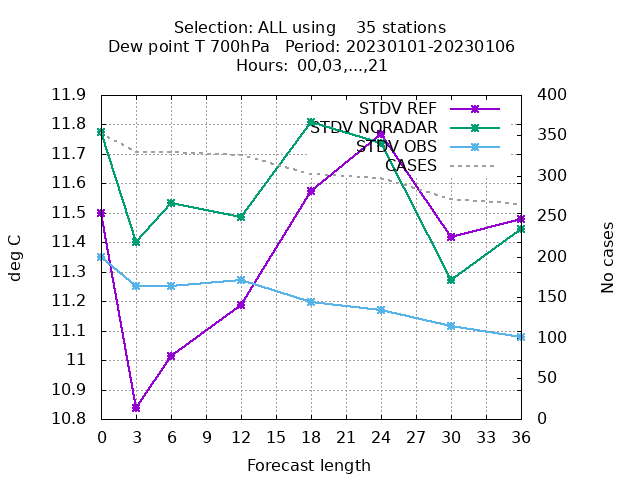 Selection: ALL using    35 stations
Dew point T 700hPa   Period: 20230101-20230106
Hours: 00,03,...,21
STDV REF
STDV NORADAR
STDV OBS
CASES
11.9
11.8
11.7
11.6
11.5
11.4
11.3
11.2
11.1
11
10.9
10.8
deg C
400
350
300
250
200
150
100
50
0
No cases
0 3 6 9 12 15 18 21 24 27 30 33 36
Forecast length